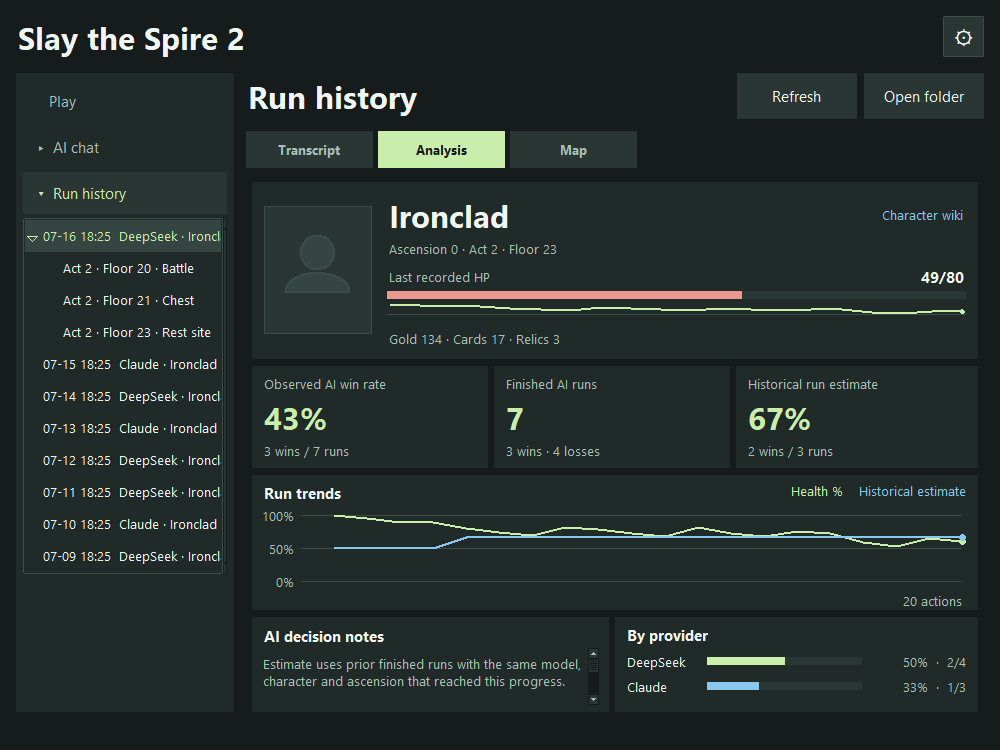 Slay the Spire 2
Play
AI chat
Run history
07-16 18:25 DeepSeek · Ironcl
Act 2 · Floor 20 · Battle
Act 2 · Floor 21 · Chest
Act 2 · Floor 23 · Rest site
07-15 18:25 Claude · Ironclad
07-14 18:25 DeepSeek · Ironcl
07-13 18:25 Claude · Ironclad
07-12 18:25 DeepSeek · Ironcl
07-11 18:25 DeepSeek · Ironcl
07-10 18:25 Claude · Ironclad
07-09 18:25 DeepSeek · Ironcl
Run history
Refresh
Open folder
Transcript
Analysis
Map
Ironclad
Character wiki
Ascension 0 · Act 2 · Floor 23
Last recorded HP
49/80
Gold 134 · Cards 17 · Relics 3
Observed AI win rate
43%
3 wins / 7 runs
Finished AI runs
7
3 wins · 4 losses
Historical run estimate
67%
2 wins / 3 runs
Run trends
Health %
Historical estimate
100%
50%
0%
20 actions
AI decision notes
Estimate uses prior finished runs with the same model,
character and ascension that reached this progress.
By provider
DeepSeek
50% · 2/4
Claude
33% · 1/3